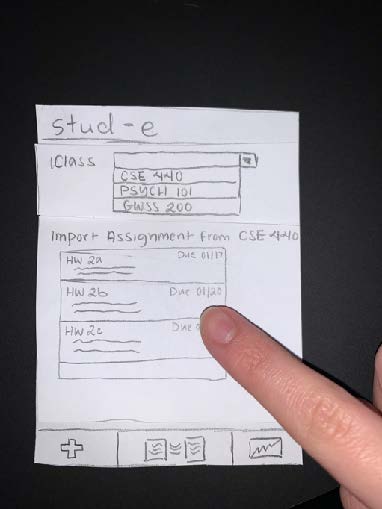 stud-e
Class
CSE 440
PSYCH 101
GWSS 200
Import Assignment from CSE 440
HW 2a Due 01/17
HW 2b Due 01/20
HW 2c Due